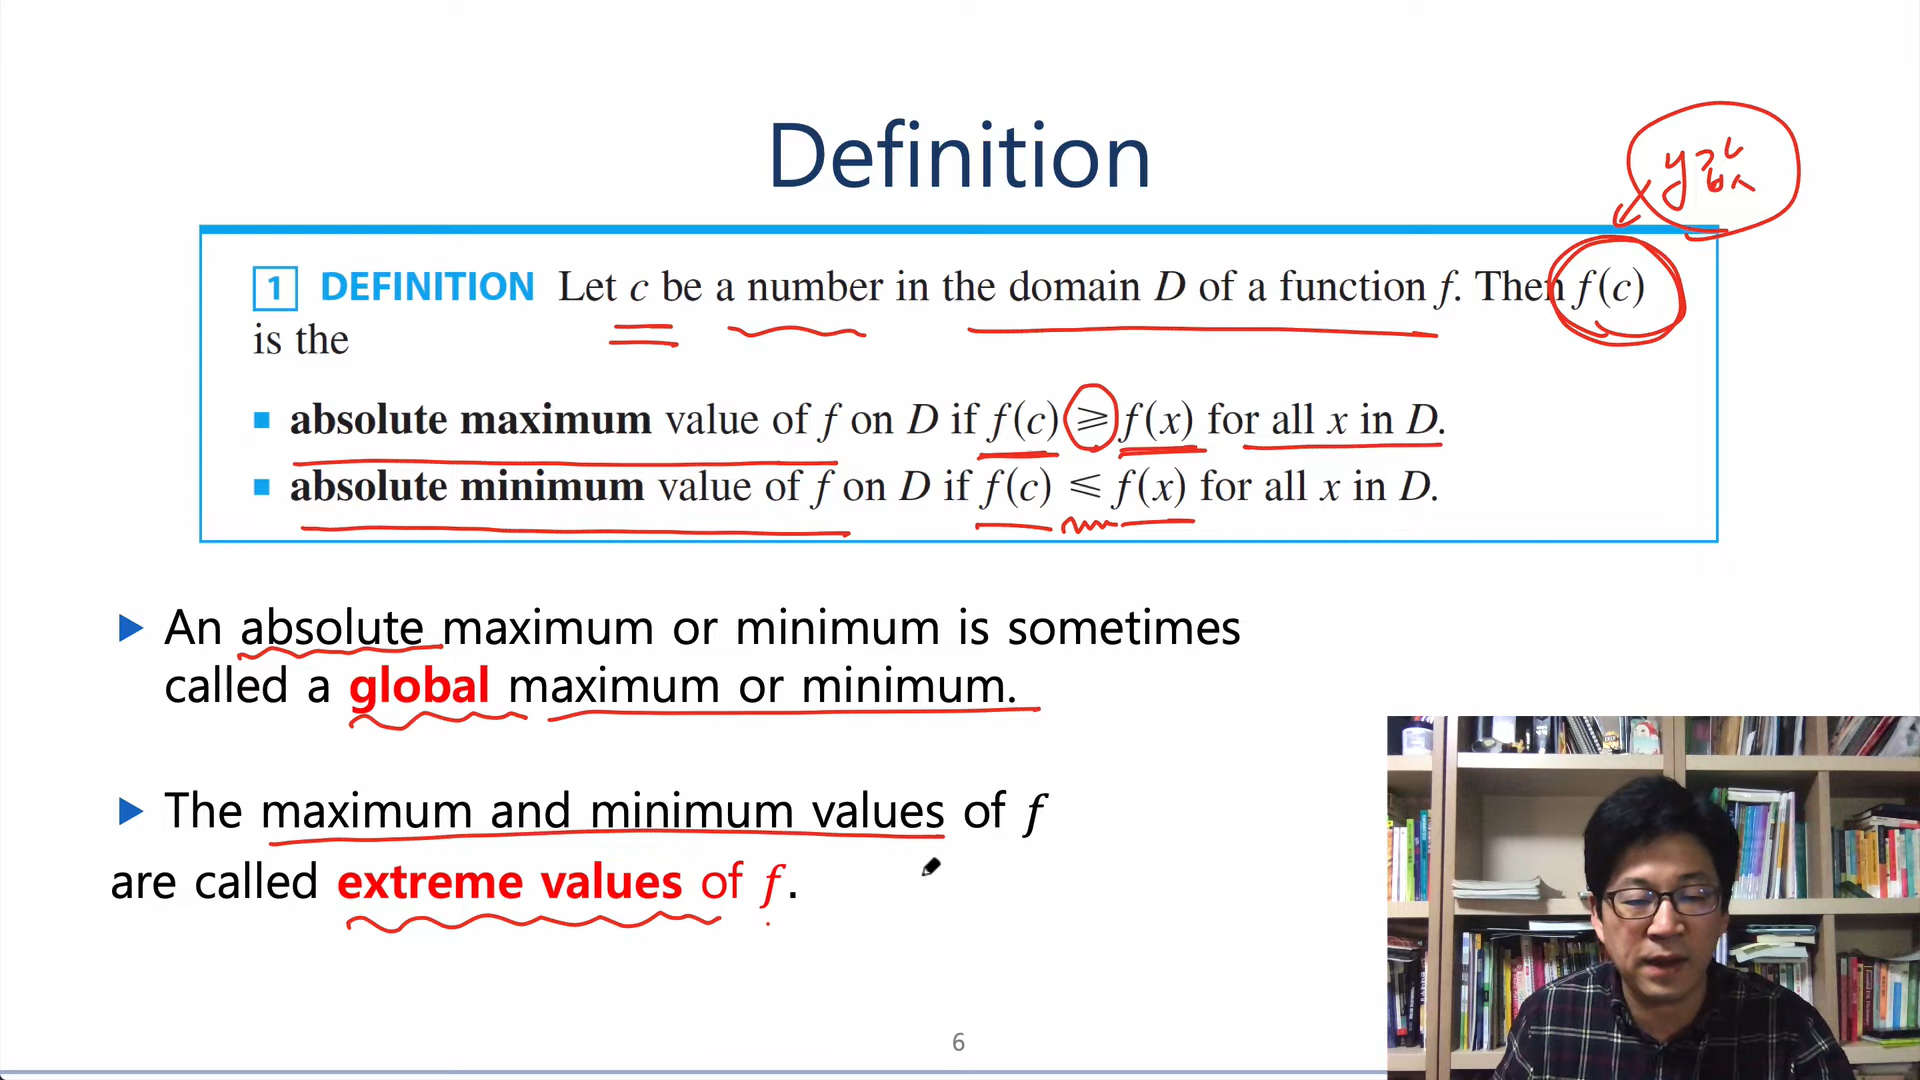 Definition
y값
1 DEFINITION Let c be a number in the domain D of a function f. Then f(c)
is the
▪ absolute maximum value of f on D if f(c) ⩾ f(x) for all x in D.
▪ absolute minimum value of f on D if f(c) ⩽ f(x) for all x in D.
▶ An absolute maximum or minimum is sometimes
called a global maximum or minimum.
▶ The maximum and minimum values of f
are called extreme values of f.
6